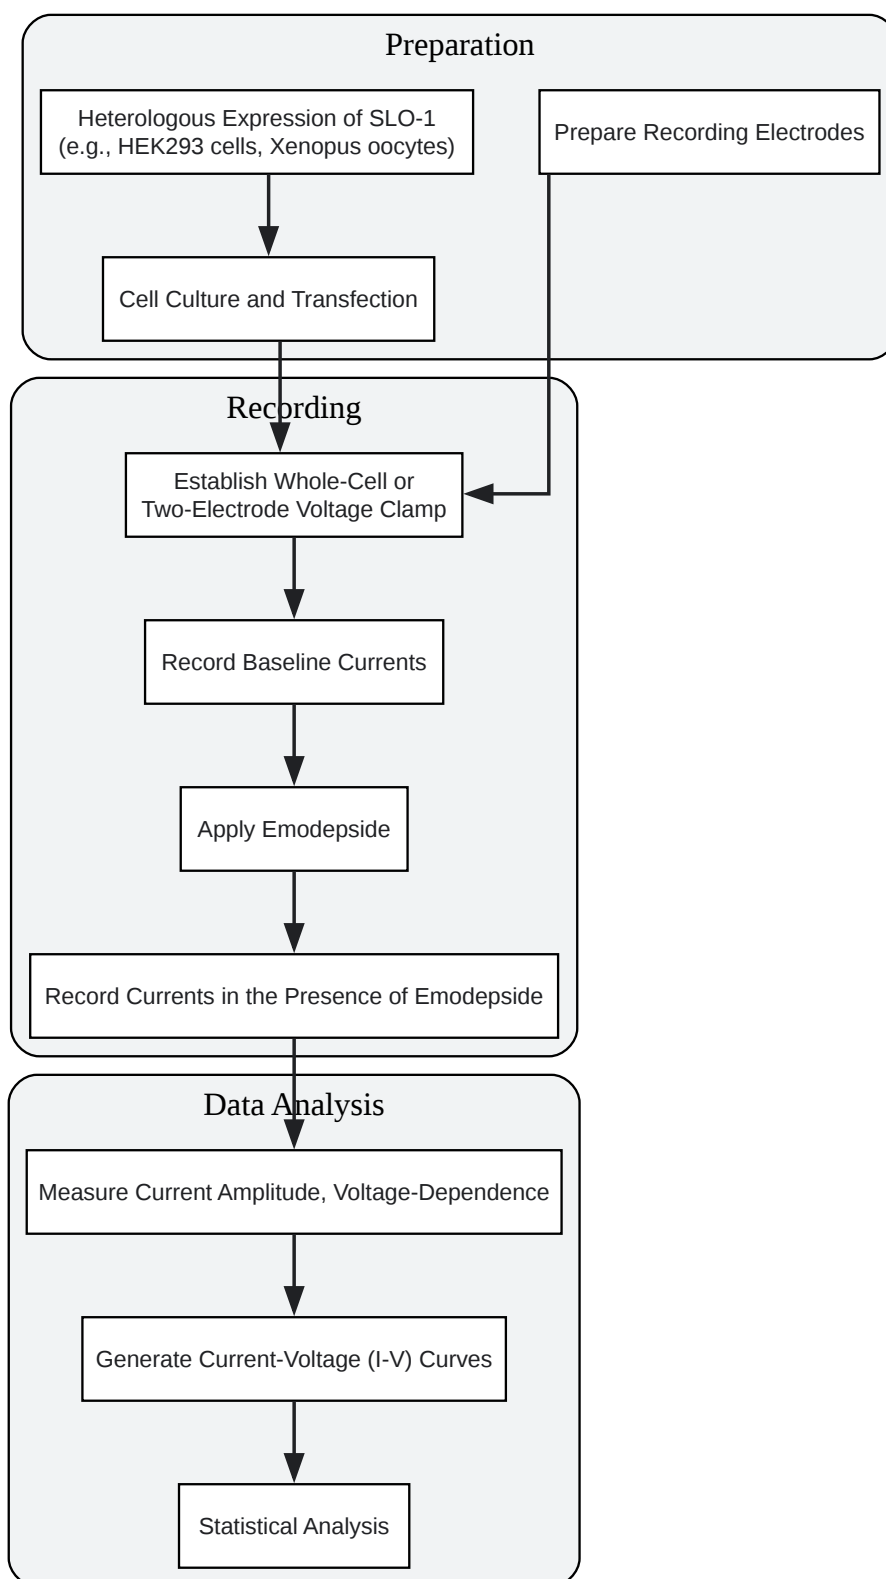 Preparation
Heterologous Expression of SLO-1
(e.g., HEK293 cells, Xenopus oocytes)
Prepare Recording Electrodes
Cell Culture and Transfection
Recording
Establish Whole-Cell or
Two-Electrode Voltage Clamp
Record Baseline Currents
Apply Emodepside
Record Currents in the Presence of Emodepside
Data Analysis
Measure Current Amplitude, Voltage-Dependence
Generate Current-Voltage (I-V) Curves
Statistical Analysis